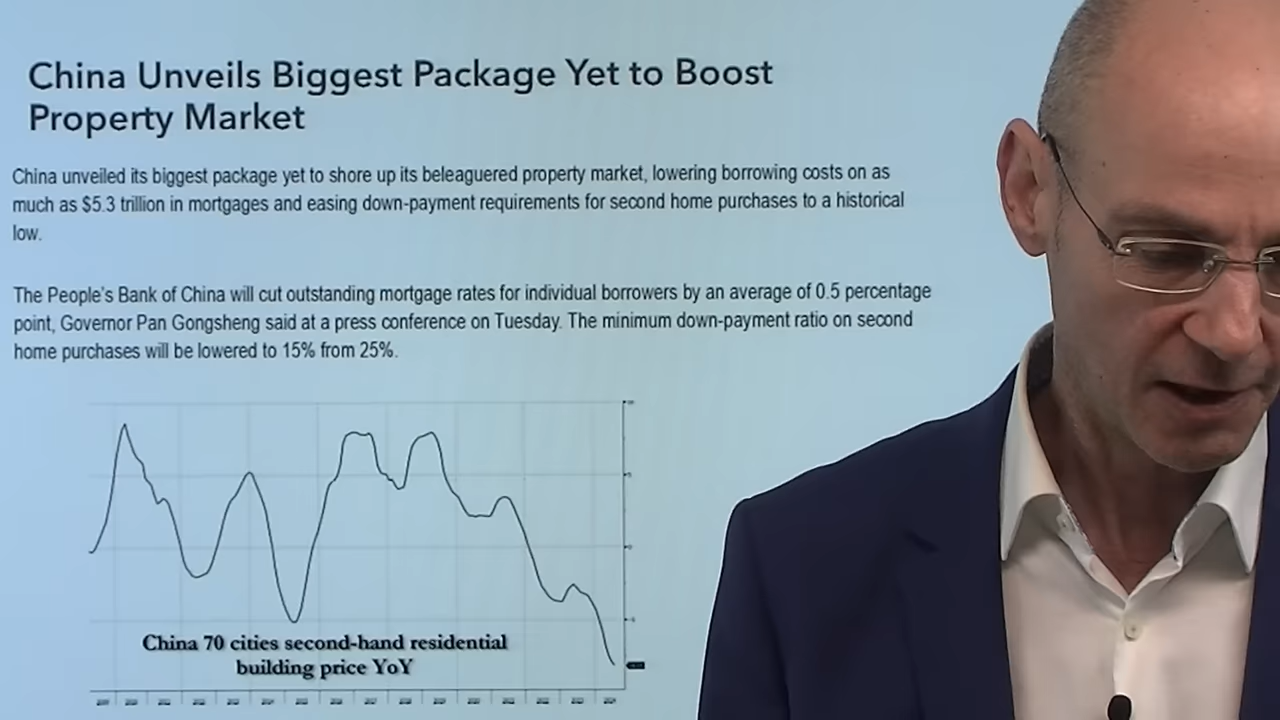 China Unveils Biggest Package Yet to Boost
Property Market
China unveiled its biggest package yet to shore up its beleaguered property market, lowering borrowing costs on as
much as $5.3 trillion in mortgages and easing down-payment requirements for second home purchases to a historical
low.
The People's Bank of China will cut outstanding mortgage rates for individual borrowers by an average of 0.5 percentage
point, Governor Pan Gongsheng said at a press conference on Tuesday. The minimum down-payment ratio on second
home purchases will be lowered to 15% from 25%.
China 70 cities second-hand residential
building price YoY